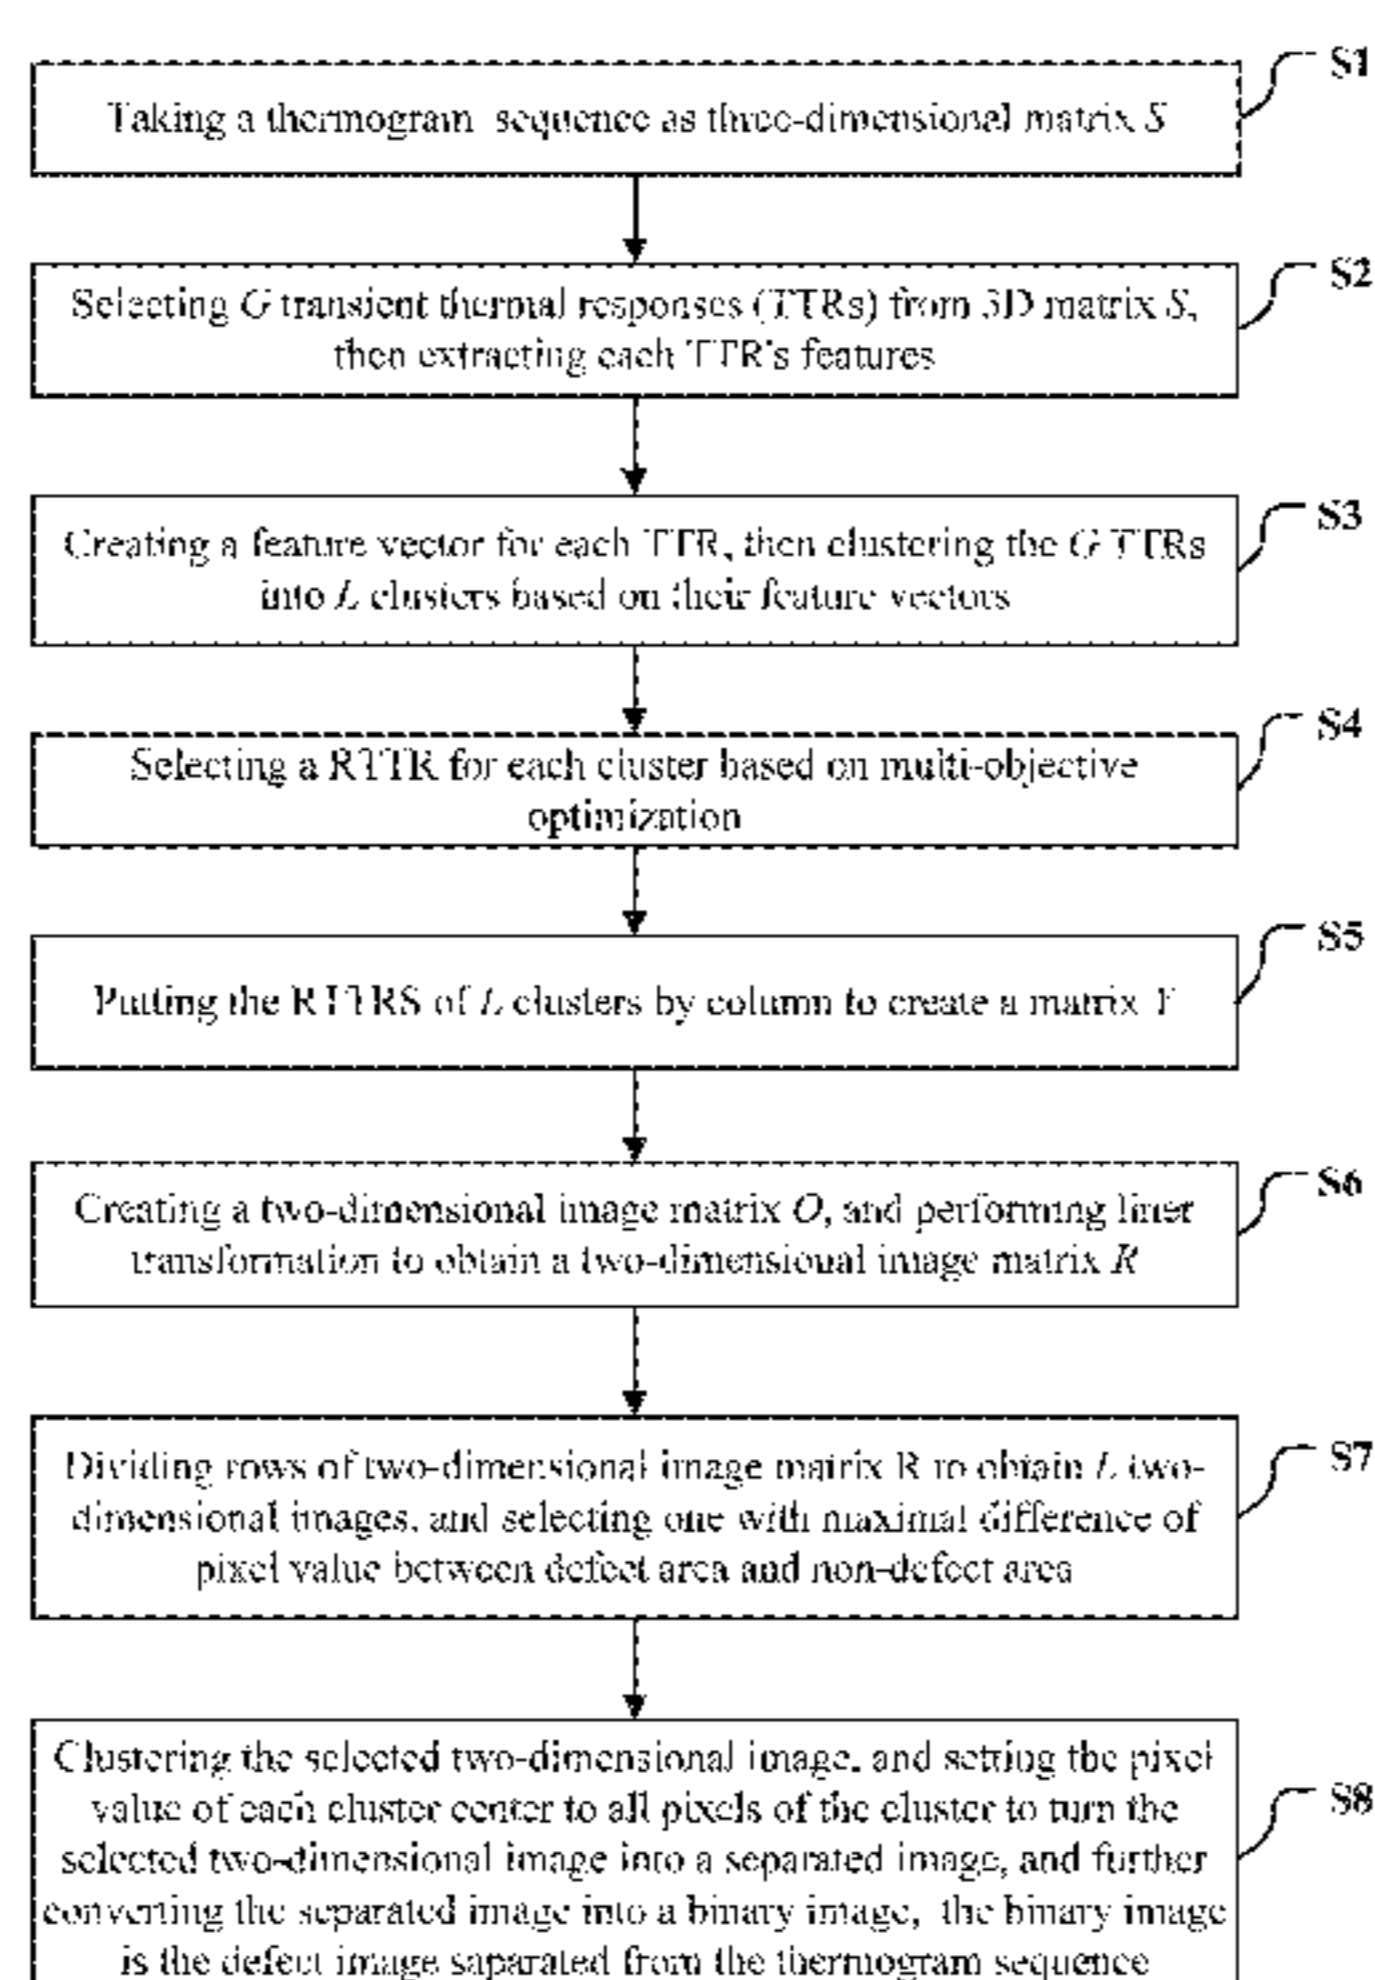 S1
Taking a thermogram sequence as three-dimensional matrix S
S2
Selecting G transient thermal responses (TTRs) from 3D matrix S,
then extracting each TTR's features
S3
Creating a feature vector for each TTR, then clustering the G TTRs
into L clusters based on their feature vectors
S4
Selecting a RTTR for each cluster based on multi-objective
optimization
S5
Putting the RTTRS of L clusters by column to create a matrix Y
S6
Creating a two-dimensional image matrix O, and performing liner
transformation to obtain a two-dimensional image matrix R
S7
Dividing rows of two-dimensional image matrix R to obtain L two-
dimensional images, and selecting one with maximal difference of
pixel value between defect area and non-defect area
S8
Clustering the selected two-dimensional image, and setting the pixel
value of each cluster center to all pixels of the cluster to turn the
selected two-dimensional image into a separated image, and further
converting the separated image into a binary image, the binary image
is the defect image saparated from the thermogram sequence